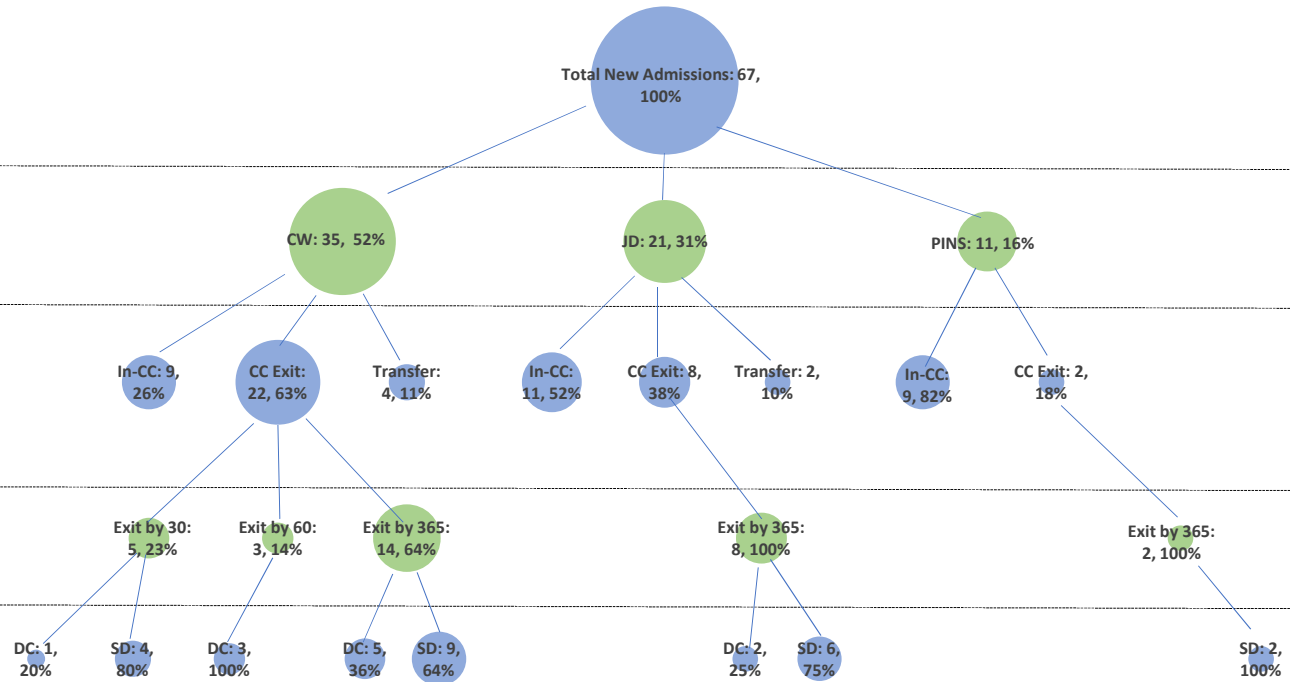 Total New Admissions: 67,
100%
CW: 35, 52%
JD: 21, 31%
PINS: 11, 16%
In-CC: 9,
26%
CC Exit:
22, 63%
Transfer:
4, 11%
In-CC:
11, 52%
CC Exit: 8,
38%
Transfer: 2,
10%
In-CC:
9, 82%
CC Exit: 2,
18%
Exit by 30:
5, 23%
Exit by 60:
3, 14%
Exit by 365:
14, 64%
Exit by 365:
8, 100%
Exit by 365:
2, 100%
DC: 1,
20%
SD: 4,
80%
DC: 3,
100%
DC: 5,
36%
SD: 9,
64%
DC: 2,
25%
SD: 6,
75%
SD: 2,
100%